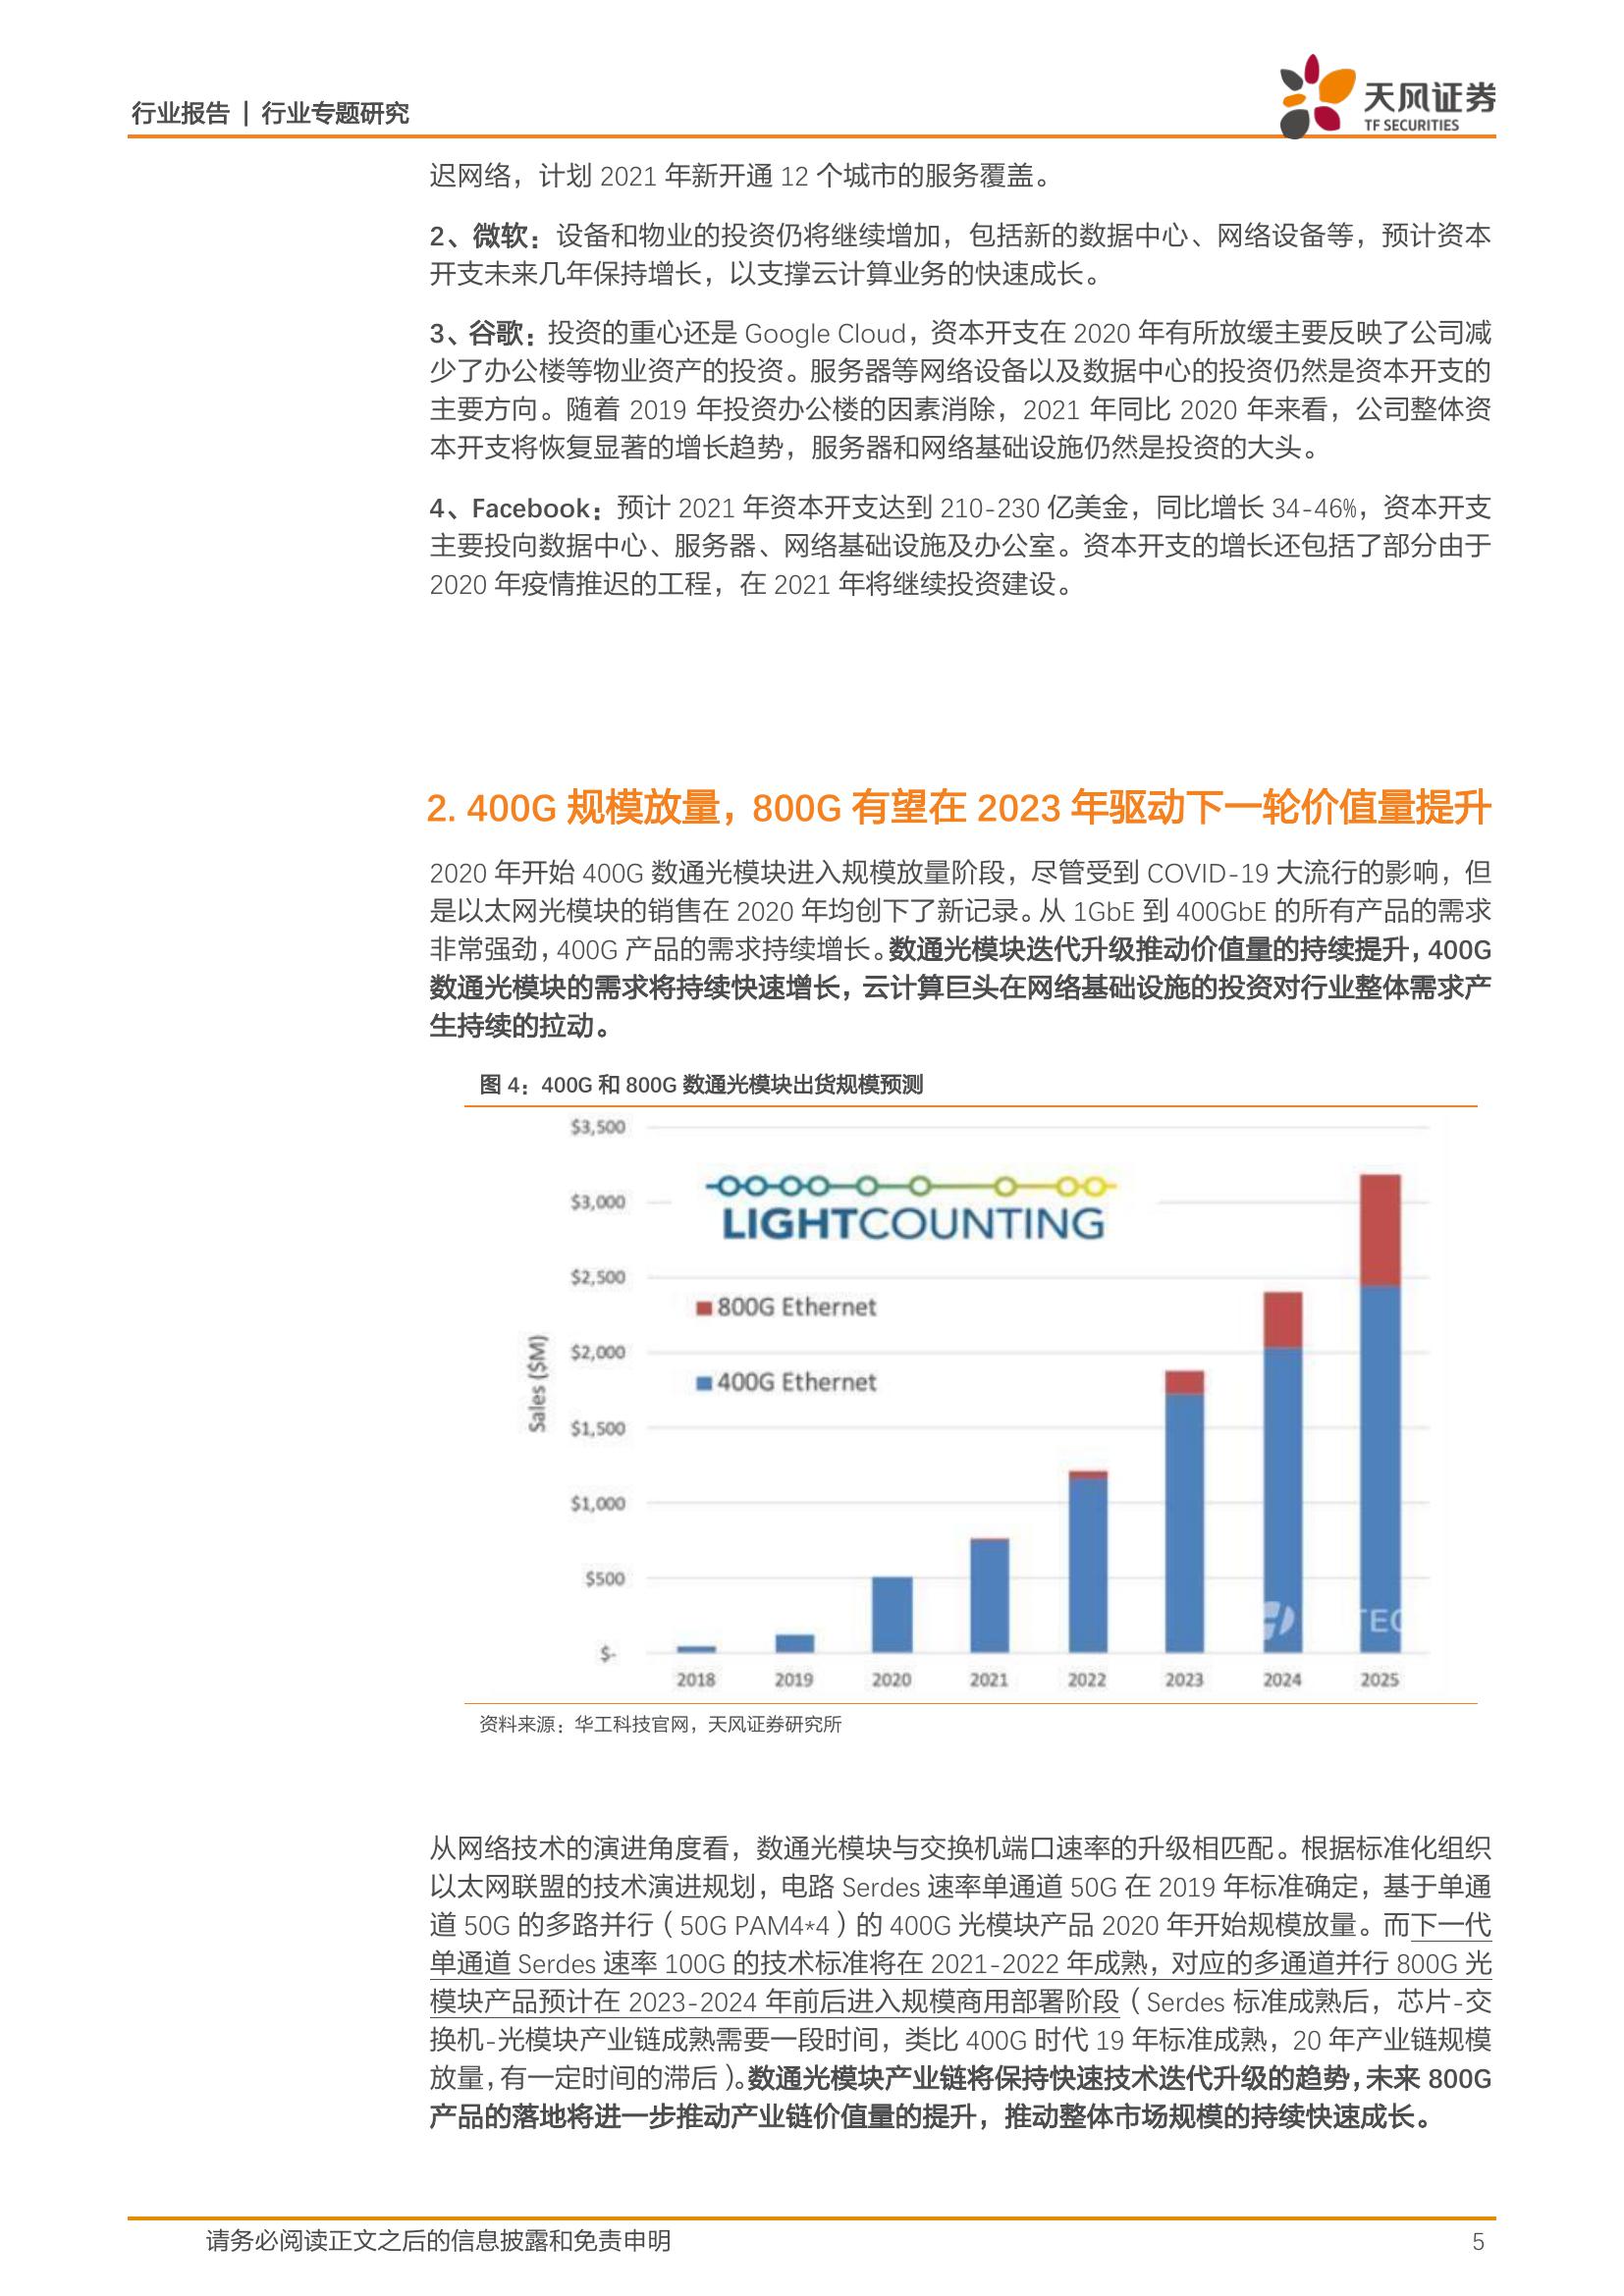 行业报告 | 行业专题研究
天风证券
TF SECURITIES
迟网络，计划 2021 年新开通 12 个城市的服务覆盖。
2、微软：设备和物业的投资仍将继续增加，包括新的数据中心、网络设备等，预计资本
开支未来几年保持增长，以支撑云计算业务的快速成长。
3、谷歌：投资的重心还是 Google Cloud，资本开支在 2020 年有所放缓主要反映了公司减
少了办公楼等物业资产的投资。服务器等网络设备以及数据中心的投资仍然是资本开支的
主要方向。随着 2019 年投资办公楼的因素消除，2021 年同比 2020 年来看，公司整体资
本开支将恢复显著的增长趋势，服务器和网络基础设施仍然是投资的大头。
4、Facebook：预计 2021 年资本开支达到 210-230 亿美金，同比增长 34-46%，资本开支
主要投向数据中心、服务器、网络基础设施及办公室。资本开支的增长还包括了部分由于
2020 年疫情推迟的工程，在 2021 年将继续投资建设。
2. 400G 规模放量，800G 有望在 2023 年驱动下一轮价值量提升
2020 年开始 400G 数通光模块进入规模放量阶段，尽管受到 COVID-19 大流行的影响，但
是以太网光模块的销售在 2020 年均创下了新记录。从 1GbE 到 400GbE 的所有产品的需求
非常强劲，400G 产品的需求持续增长。数通光模块迭代升级推动价值量的持续提升，400G
数通光模块的需求将持续快速增长，云计算巨头在网络基础设施的投资对行业整体需求产
生持续的拉动。
图 4：400G 和 800G 数通光模块出货规模预测
$3,500
$3,000
LIGHTCOUNTING
$2,500
800G Ethernet
$2,000
400G Ethernet
Sales ($M)
$1,500
$1,000
$500
$-
2018 2019 2020 2021 2022 2023 2024 2025
资料来源：华工科技官网，天风证券研究所
从网络技术的演进角度看，数通光模块与交换机端口速率的升级相匹配。根据标准化组织
以太网联盟的技术演进规划，电路 Serdes 速率单通道 50G 在 2019 年标准确定，基于单通
道 50G 的多路并行（50G PAM4*4）的 400G 光模块产品 2020 年开始规模放量。而下一代
单通道 Serdes 速率 100G 的技术标准将在 2021-2022 年成熟，对应的多通道并行 800G 光
模块产品预计在 2023-2024 年前后进入规模商用部署阶段（Serdes 标准成熟后，芯片-交
换机-光模块产业链成熟需要一段时间，类比 400G 时代 19 年标准成熟，20 年产业链规模
放量，有一定时间的滞后）。数通光模块产业链将保持快速技术迭代升级的趋势，未来 800G
产品的落地将进一步推动产业链价值量的提升，推动整体市场规模的持续快速成长。
请务必阅读正文之后的信息披露和免责申明
5